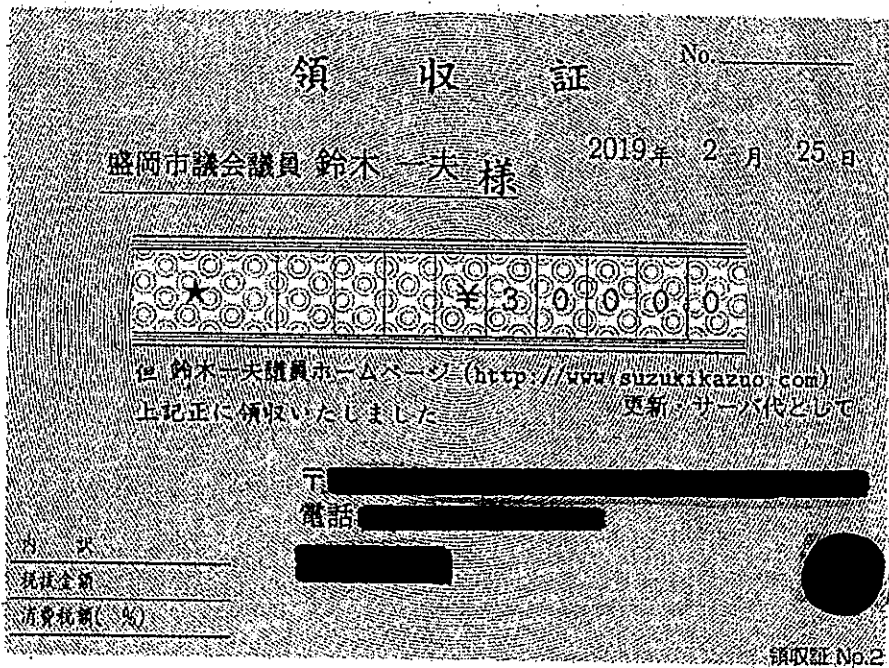 領収証
No.
盛岡市議会議員 鈴木 一夫 様
2019年 2月 25日
★ ¥30000
但 鈴木一夫議員ホームページ (http://www.suzukikazuo.com)
更新・サーバ代として
上記正に領収いたしました
〒
電話
内訳
税抜金額
消費税額( %)
領収証 No.2